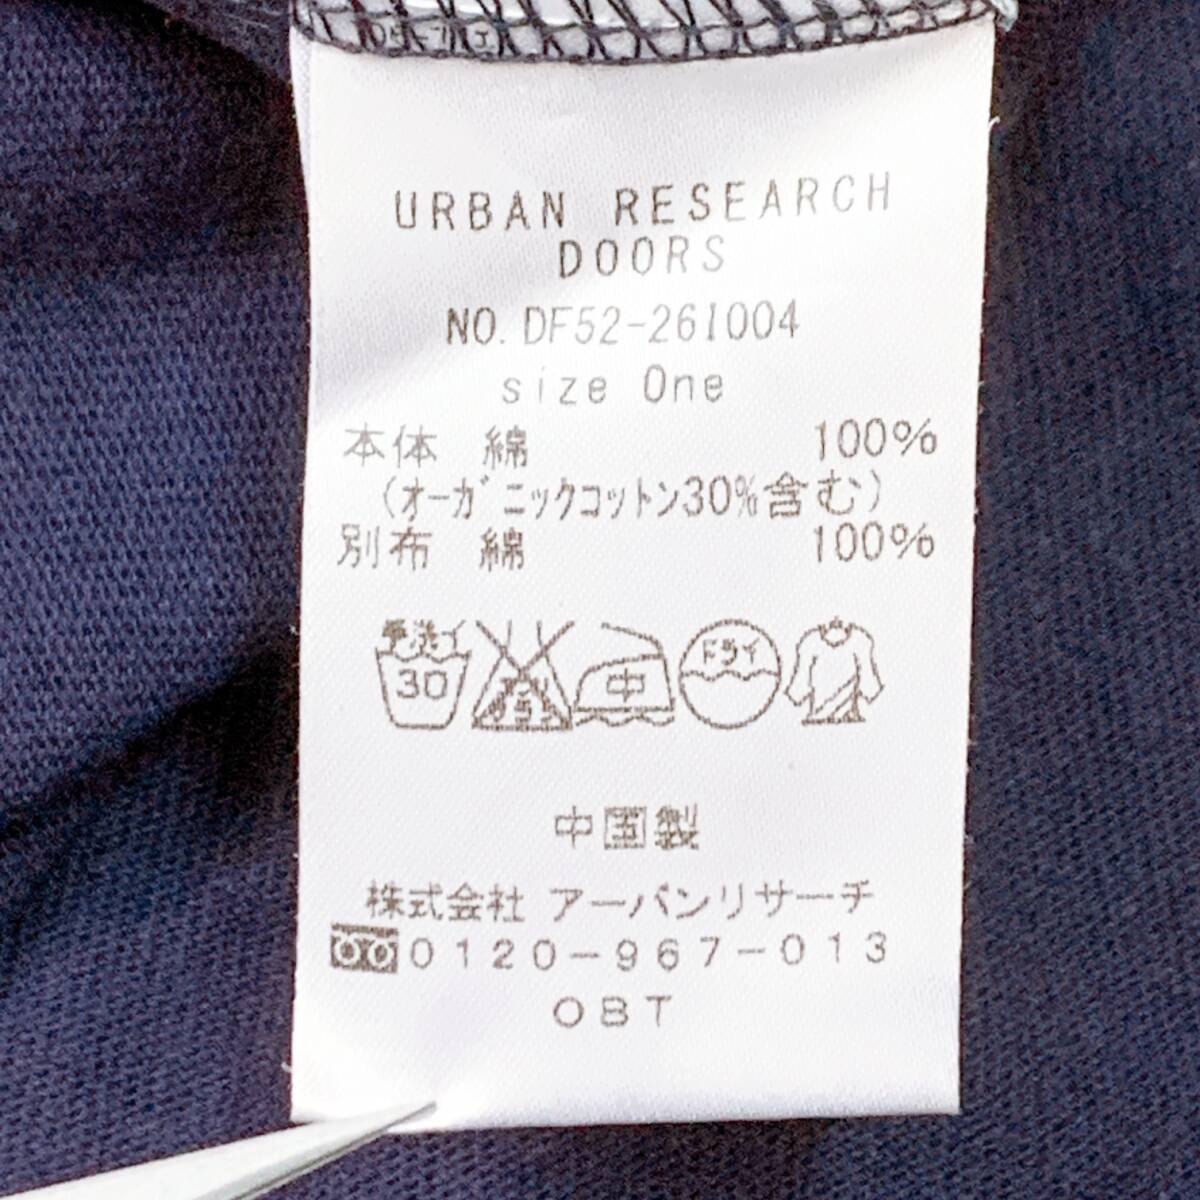 URBAN RESEARCH
DOORS
NO. DF52-261004
size One
本体 綿 100%
(オーガニックコットン30%含む)
別布 綿 100%
手洗イ 30 中 ドライ
中国製
株式会社 アーバンリサーチ
0120-967-013
OBT